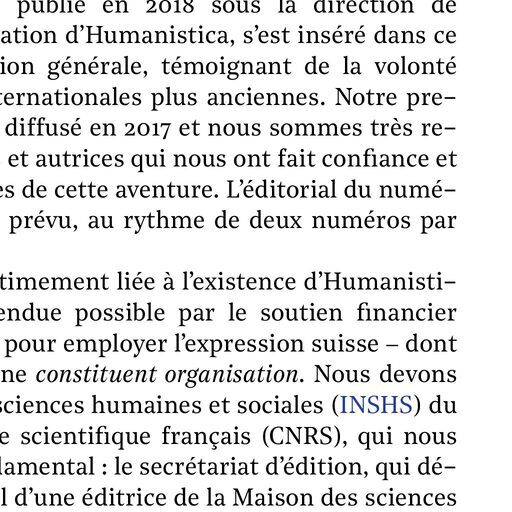 publié en 2018 sous la direction de
ation d’Humanistica, s’est inséré dans ce
ion générale, témoignant de la volonté
ternationales plus anciennes. Notre pre–
diffusé en 2017 et nous sommes très re–
et autrices qui nous ont fait confiance et
es de cette aventure. L’éditorial du numé–
prévu, au rythme de deux numéros par
timement liée à l’existence d’Humanisti–
endue possible par le soutien financier
pour employer l’expression suisse – dont
ne constituent organisation. Nous devons
sciences humaines et sociales (INSHS) du
e scientifique français (CNRS), qui nous
damental : le secrétariat d’édition, qui dé–
l d’une éditrice de la Maison des sciences